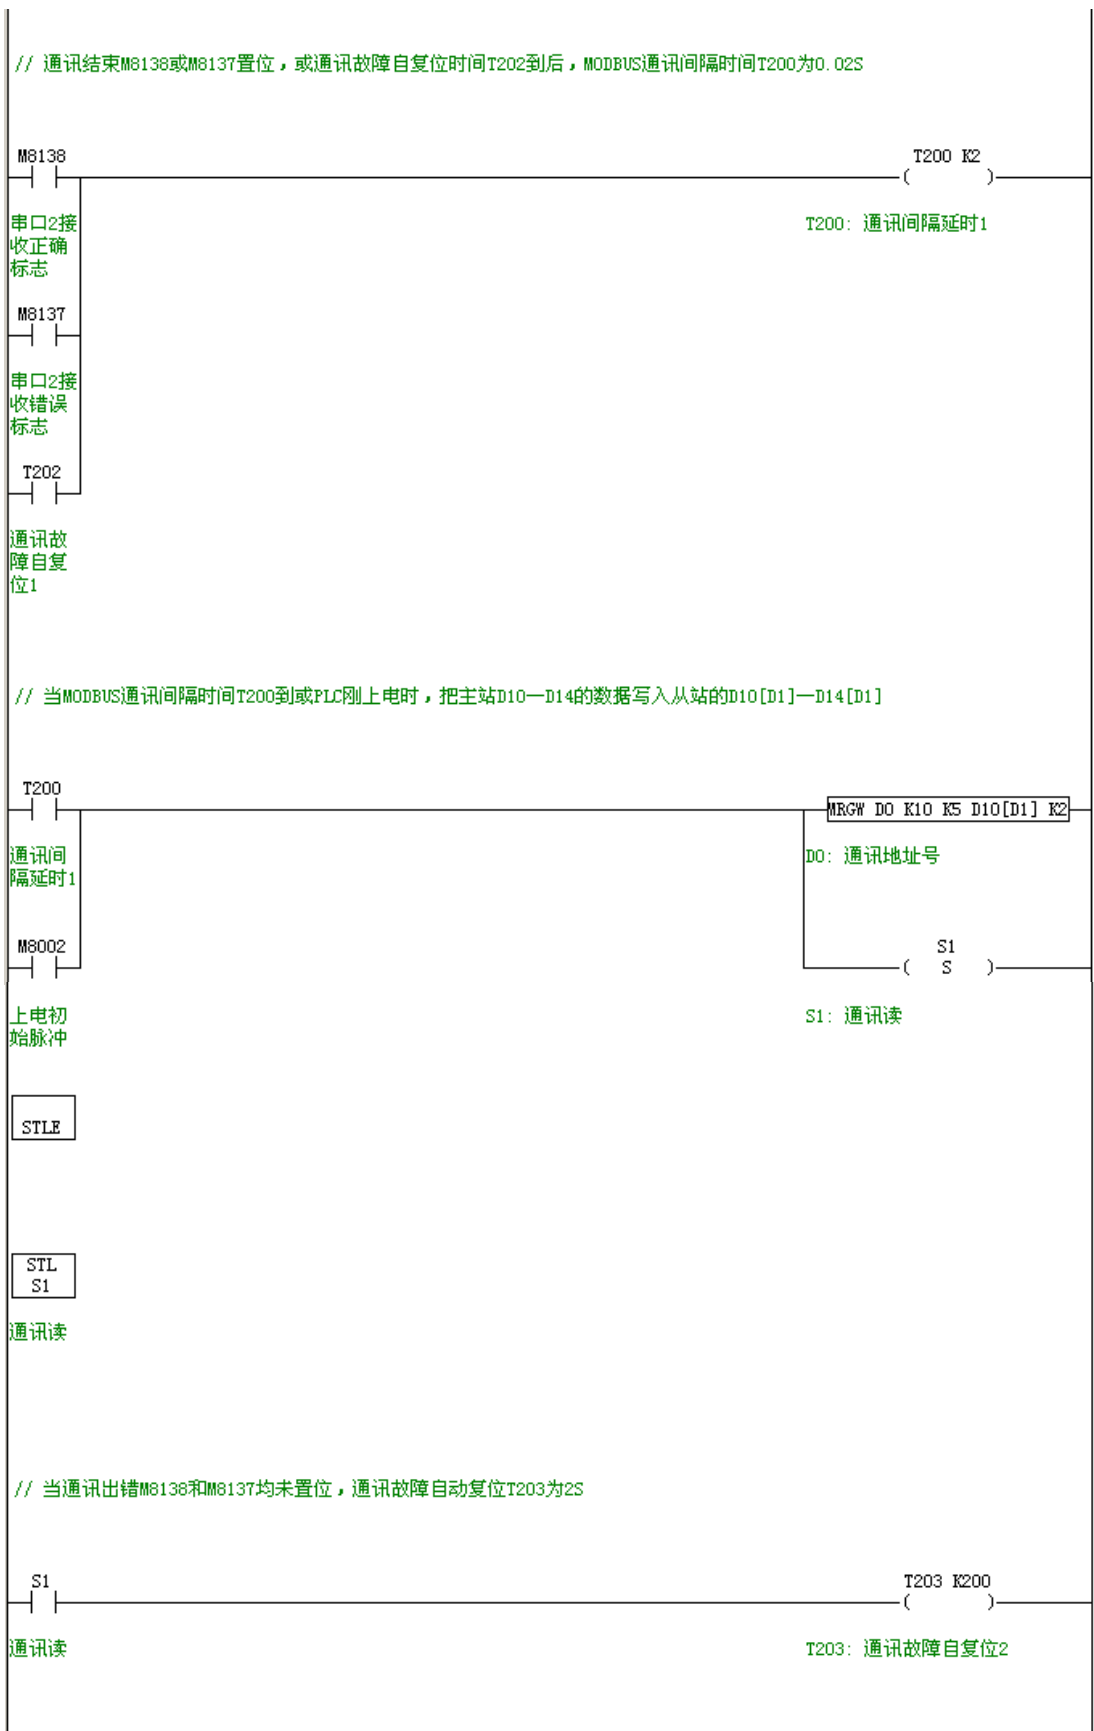 // 通讯结束M8138或M8137置位，或通讯故障自复位时间T202到后，MODBUS通讯间隔时间T200为0.02S
M8138
T200 K2
串口2接
收正确
标志
T200: 通讯间隔延时1
M8137
串口2接
收错误
标志
T202
通讯故
障自复
位1
// 当MODBUS通讯间隔时间T200到或PLC刚上电时，把主站D10—D14的数据写入从站的D10[D1]—D14[D1]
T200
MRGW D0 K10 K5 D10[D1] K2
通讯间
隔延时1
D0: 通讯地址号
M8002
S1
S
上电初
始脉冲
S1: 通讯读
STLE
STL
S1
通讯读
// 当通讯出错M8138和M8137均未置位，通讯故障自动复位T203为2S
S1
T203 K200
通讯读
T203: 通讯故障自复位2